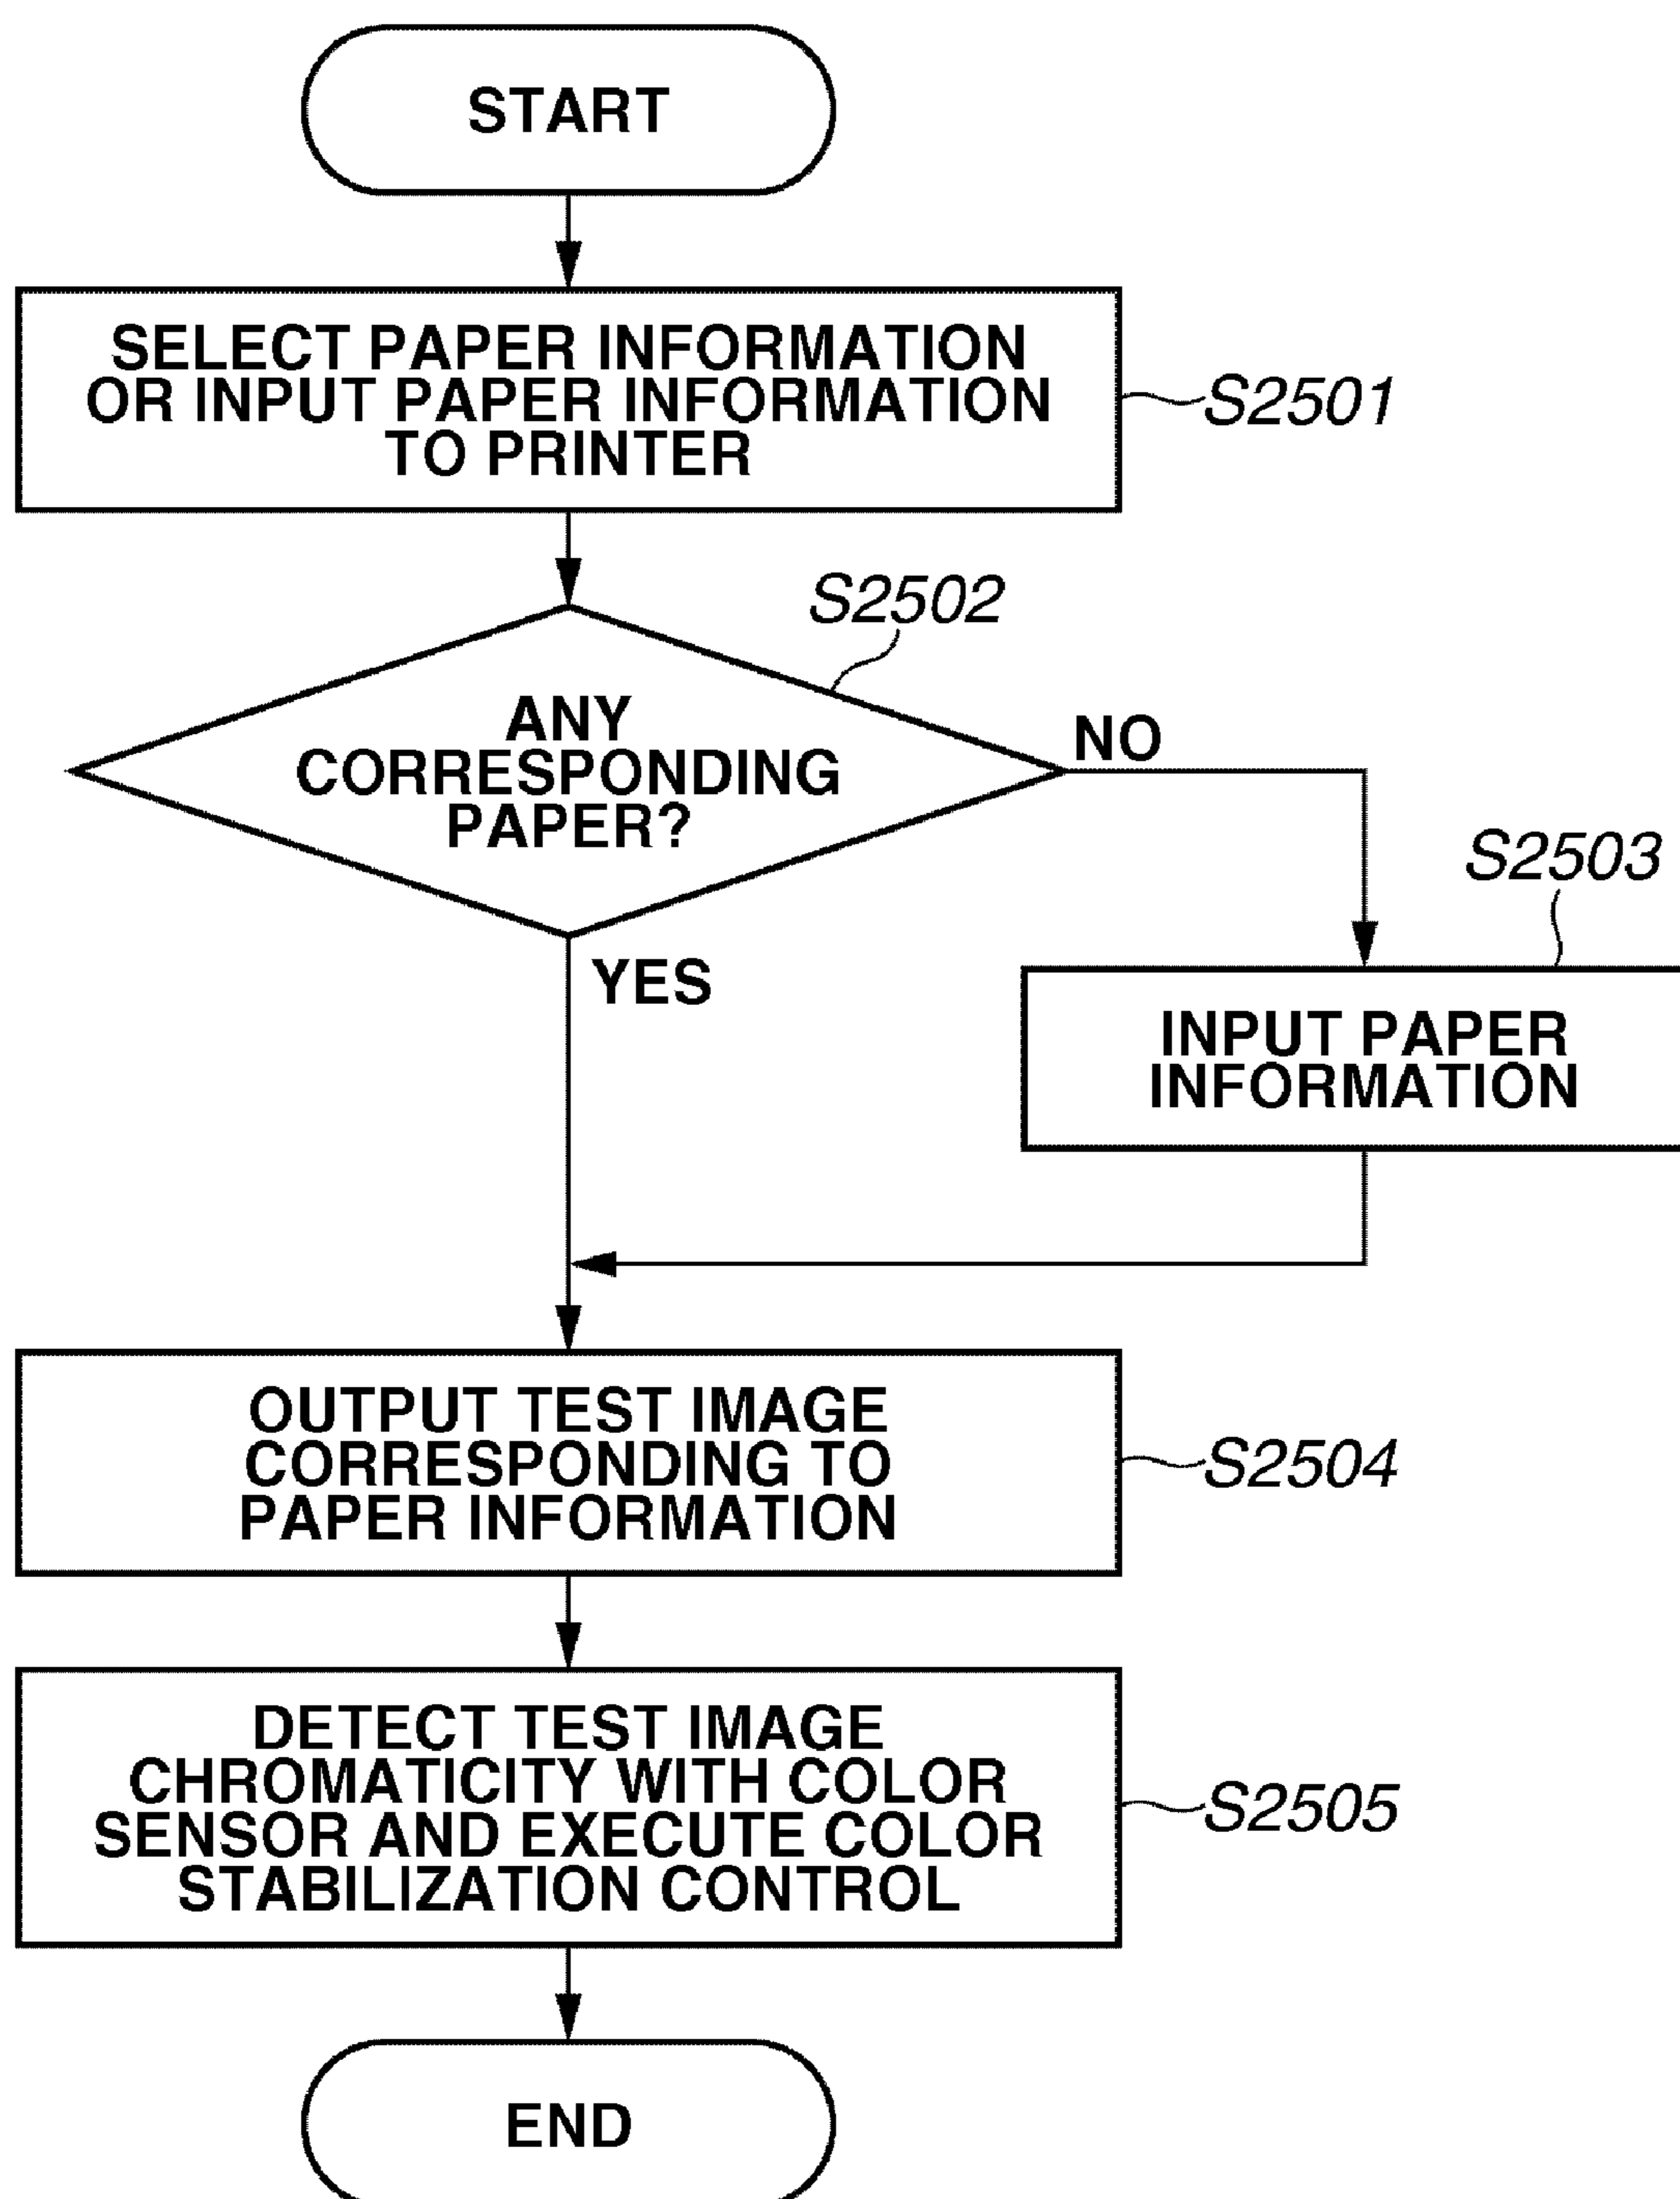 START
SELECT PAPER INFORMATION
OR INPUT PAPER INFORMATION
TO PRINTER
S2501
S2502
ANY
CORRESPONDING
PAPER?
NO
YES
S2503
INPUT PAPER
INFORMATION
OUTPUT TEST IMAGE
CORRESPONDING TO
PAPER INFORMATION
S2504
DETECT TEST IMAGE
CHROMATICITY WITH COLOR
SENSOR AND EXECUTE COLOR
STABILIZATION CONTROL
S2505
END